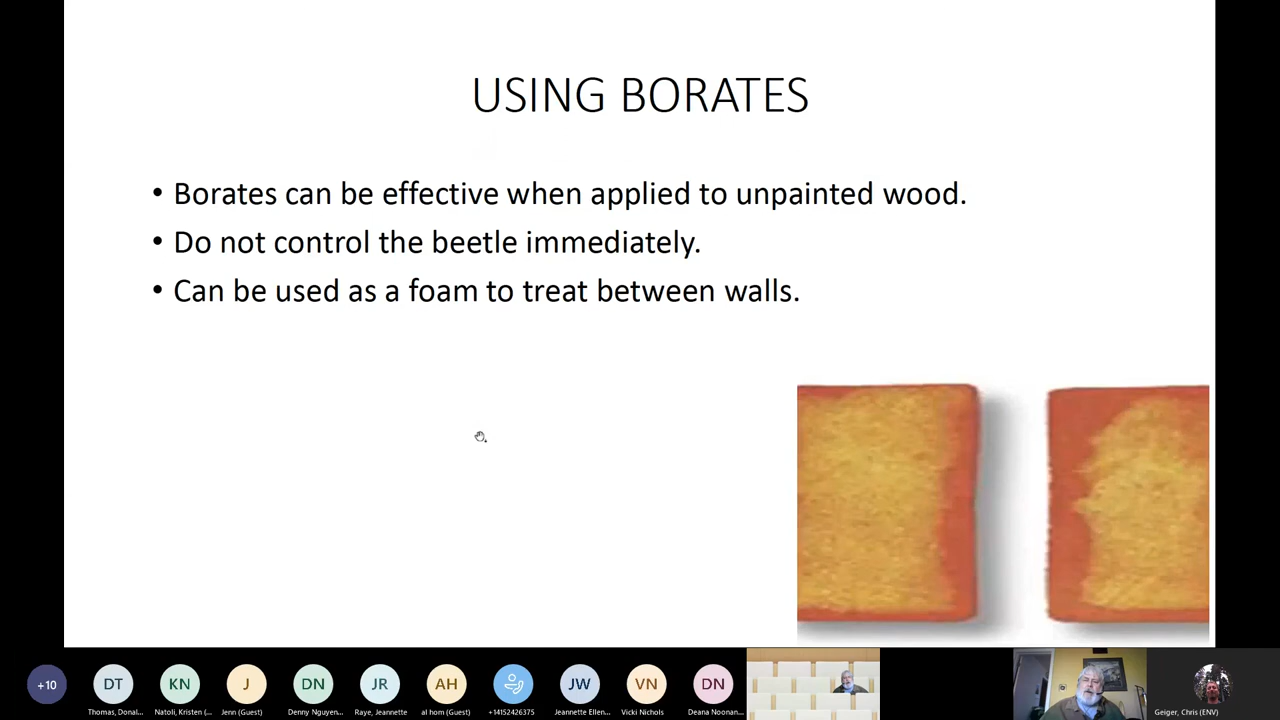 USING BORATES
• Borates can be effective when applied to unpainted wood.
• Do not control the beetle immediately.
• Can be used as a foam to treat between walls.
+10
DT
KN
J
DN
JR
AH
JW
VN
DN
Thomas, Donal...
Natoli, Kristen (...
Jenn (Guest)
Denny Nguyen...
Raye, Jeannette
al hom (Guest)
+14152426375
Jeannette Ellen...
Vicki Nichols
Deana Noonan...
Geiger, Chris (ENV)